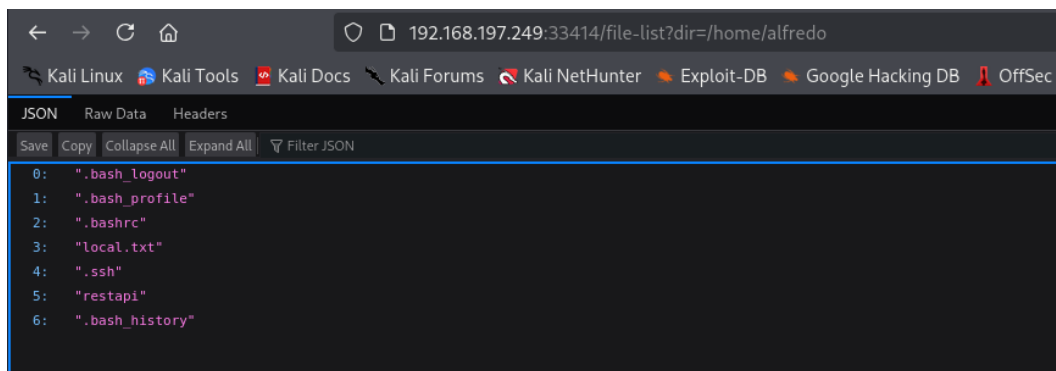 192.168.197.249:33414/file-list?dir=/home/alfredo
Kali Linux Kali Tools Kali Docs Kali Forums Kali NetHunter Exploit-DB Google Hacking DB OffSec
JSON Raw Data Headers
Save Copy Collapse All Expand All Filter JSON
0: ".bash_logout"
1: ".bash_profile"
2: ".bashrc"
3: "local.txt"
4: ".ssh"
5: "restapi"
6: ".bash_history"